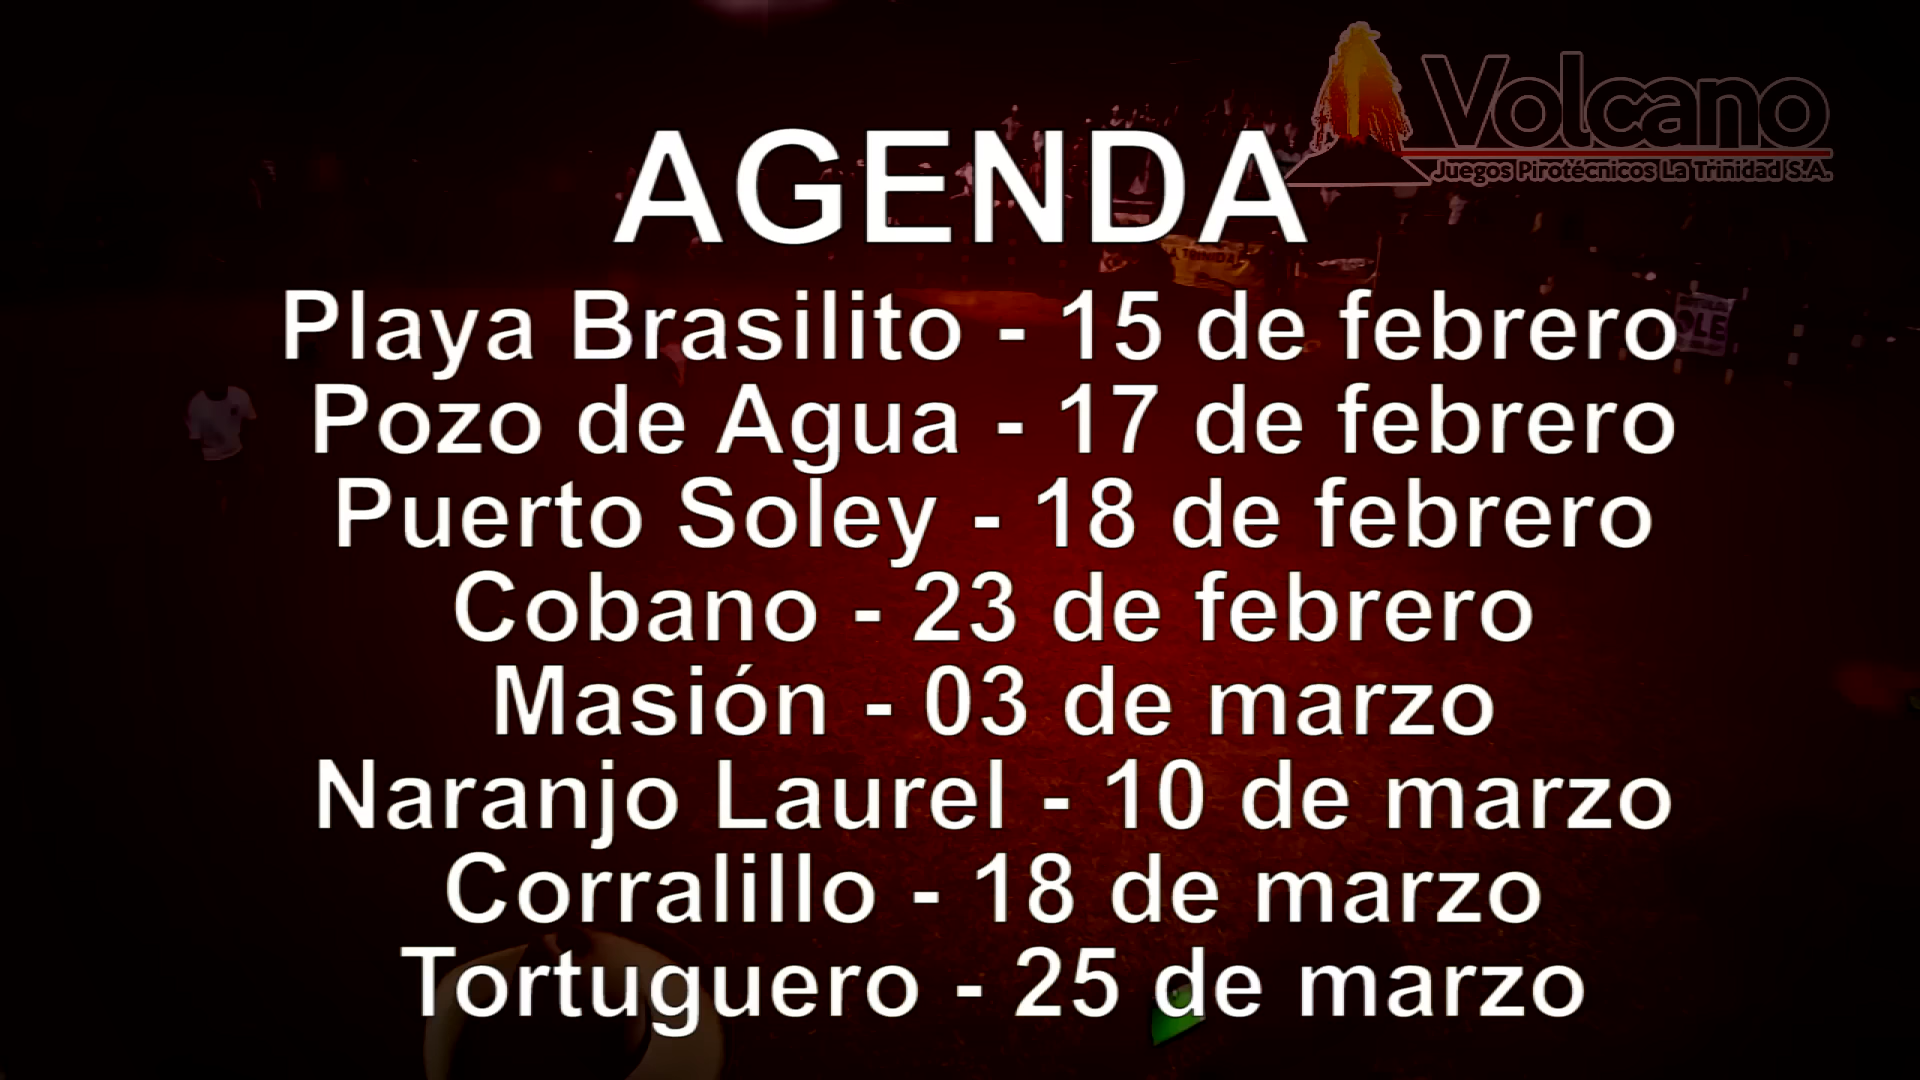 Volcano
Juegos Pirotécnicos La Trinidad S.A.
AGENDA
Playa Brasilito - 15 de febrero
Pozo de Agua - 17 de febrero
Puerto Soley - 18 de febrero
Cobano - 23 de febrero
Masión - 03 de marzo
Naranjo Laurel - 10 de marzo
Corralillo - 18 de marzo
Tortuguero - 25 de marzo